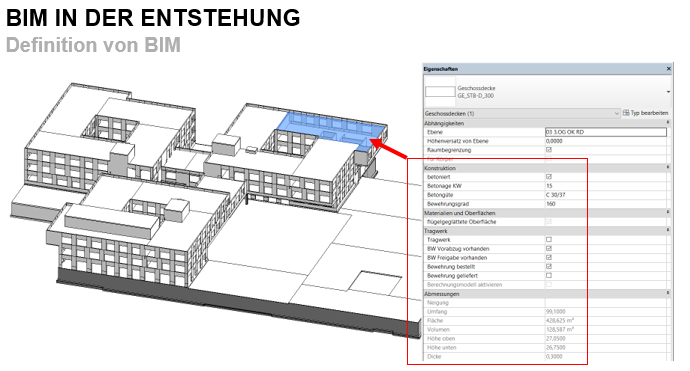 BIM IN DER ENTSTEHUNG
Definition von BIM
Eigenschaften
Geschossdecke
GE_STB-D_300
Geschossdecken (1)
Typ bearbeiten
Abhängigkeiten
Ebene 03 3.OG OK RD
Höhenversatz von Ebene 0,0000
Raumbegrenzung
Für Körper
Konstruktion
betoniert
Betonage KW 15
Betongüte C 30/37
Bewehrungsgrad 160
Materialien und Oberflächen
flügelgeglättete Oberfläche
Tragwerk
Tragwerk
BW Vorabzug vorhanden
BW Freigabe vorhanden
Bewehrung bestellt
Bewehrung geliefert
Berechnungsmodell aktivieren
Abmessungen
Neigung
Umfang 99,1000
Fläche 428,625 m²
Volumen 128,587 m³
Höhe oben 27,0500
Höhe unten 26,7500
Dicke 0,3000